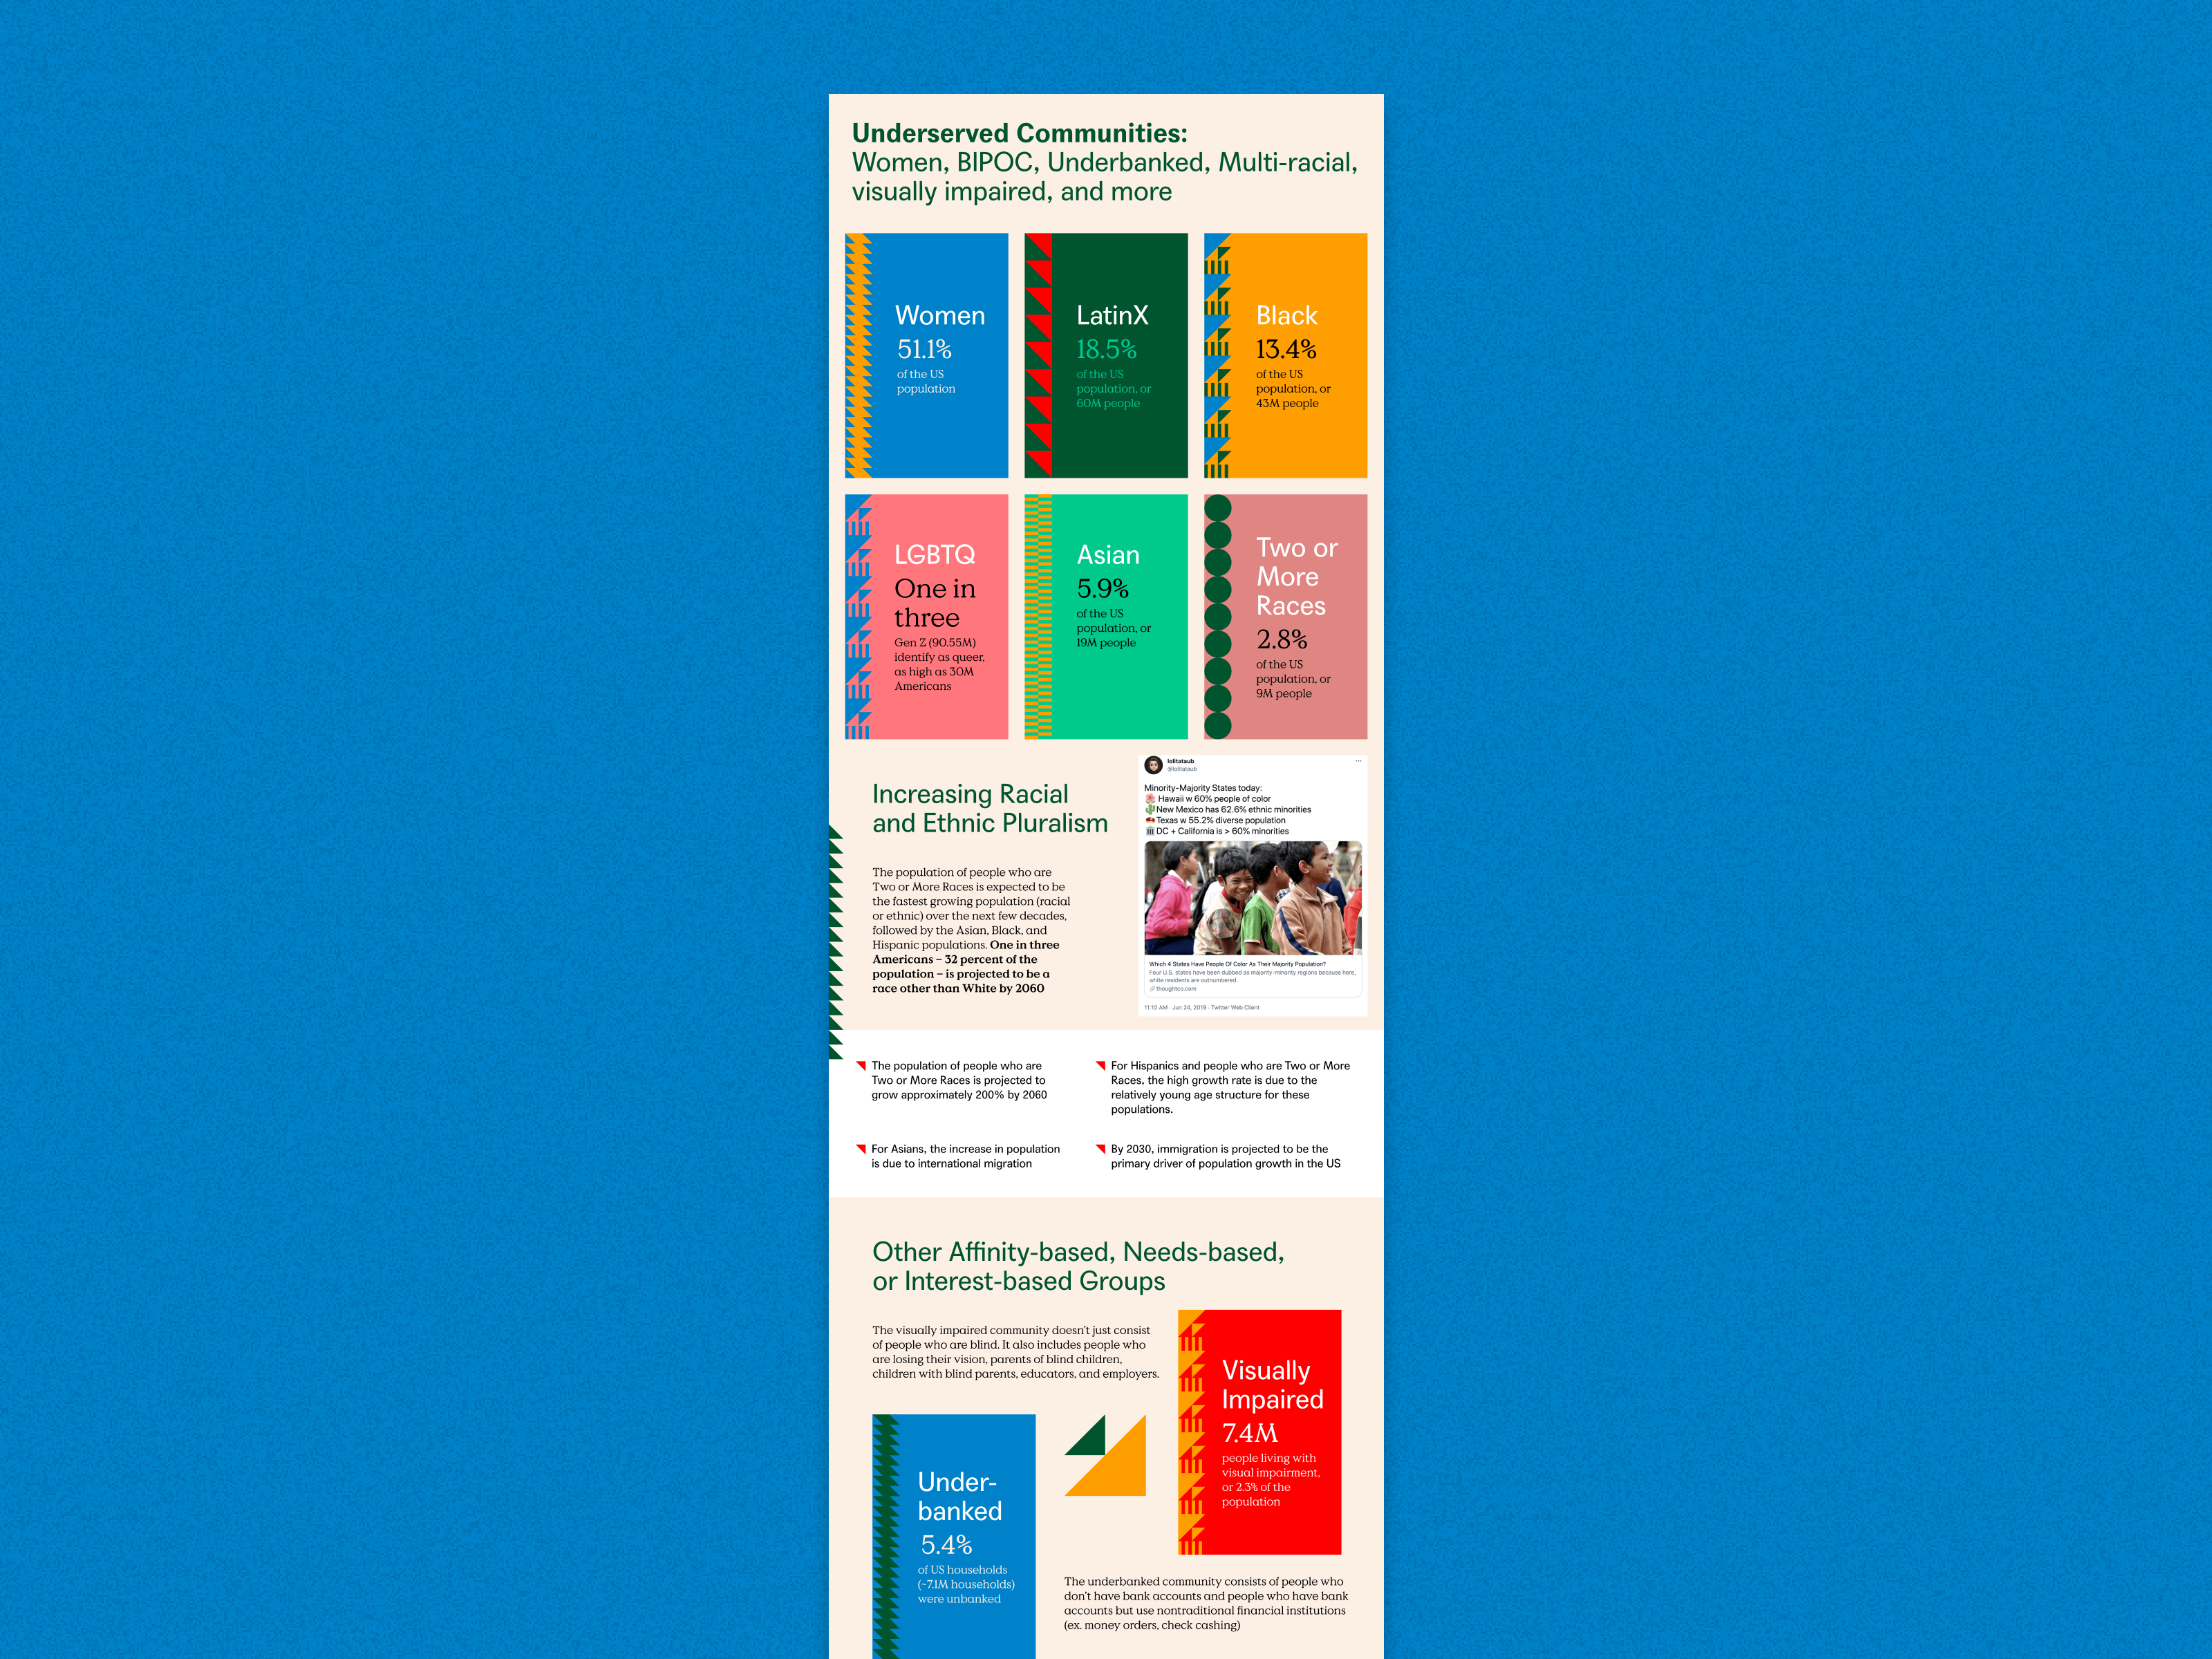 Underserved Communities:
Women, BIPOC, Underbanked, Multi-racial,
visually impaired, and more
Women
51.1%
of the US
population
LatinX
18.5%
of the US
population, or
60M people
Black
13.4%
of the US
population, or
43M people
LGBTQ
One in
three
Gen Z (90.55M)
identify as queer,
as high as 30M
Americans
Asian
5.9%
of the US
population, or
19M people
Two or
More
Races
2.8%
of the US
population, or
9M people
Increasing Racial
and Ethnic Pluralism
The population of people who are
Two or More Races is expected to be
the fastest growing population (racial
or ethnic) over the next few decades,
followed by the Asian, Black, and
Hispanic populations. One in three
Americans – 32 percent of the
population – is projected to be a
race other than White by 2060
lolitataub
@lolitataub
Minority-Majority States today:
Hawaii w 60% people of color
New Mexico has 62.6% ethnic minorities
Texas w 55.2% diverse population
DC + California is > 60% minorities
Which 4 States Have People Of Color As Their Majority Population?
Four U.S. states have been dubbed as majority-minority regions because here,
white residents are outnumbered.
thoughtco.com
11:10 AM · Jun 24, 2019 · Twitter Web Client
The population of people who are
Two or More Races is projected to
grow approximately 200% by 2060
For Hispanics and people who are Two or More
Races, the high growth rate is due to the
relatively young age structure for these
populations.
For Asians, the increase in population
is due to international migration
By 2030, immigration is projected to be the
primary driver of population growth in the US
Other Affinity-based, Needs-based,
or Interest-based Groups
The visually impaired community doesn't just consist
of people who are blind. It also includes people who
are losing their vision, parents of blind children,
children with blind parents, educators, and employers.
Visually
Impaired
7.4M
people living with
visual impairment,
or 2.3% of the
population
Under-
banked
5.4%
of US households
(~7.1M households)
were unbanked
The underbanked community consists of people who
don't have bank accounts and people who have bank
accounts but use nontraditional financial institutions
(ex. money orders, check cashing)